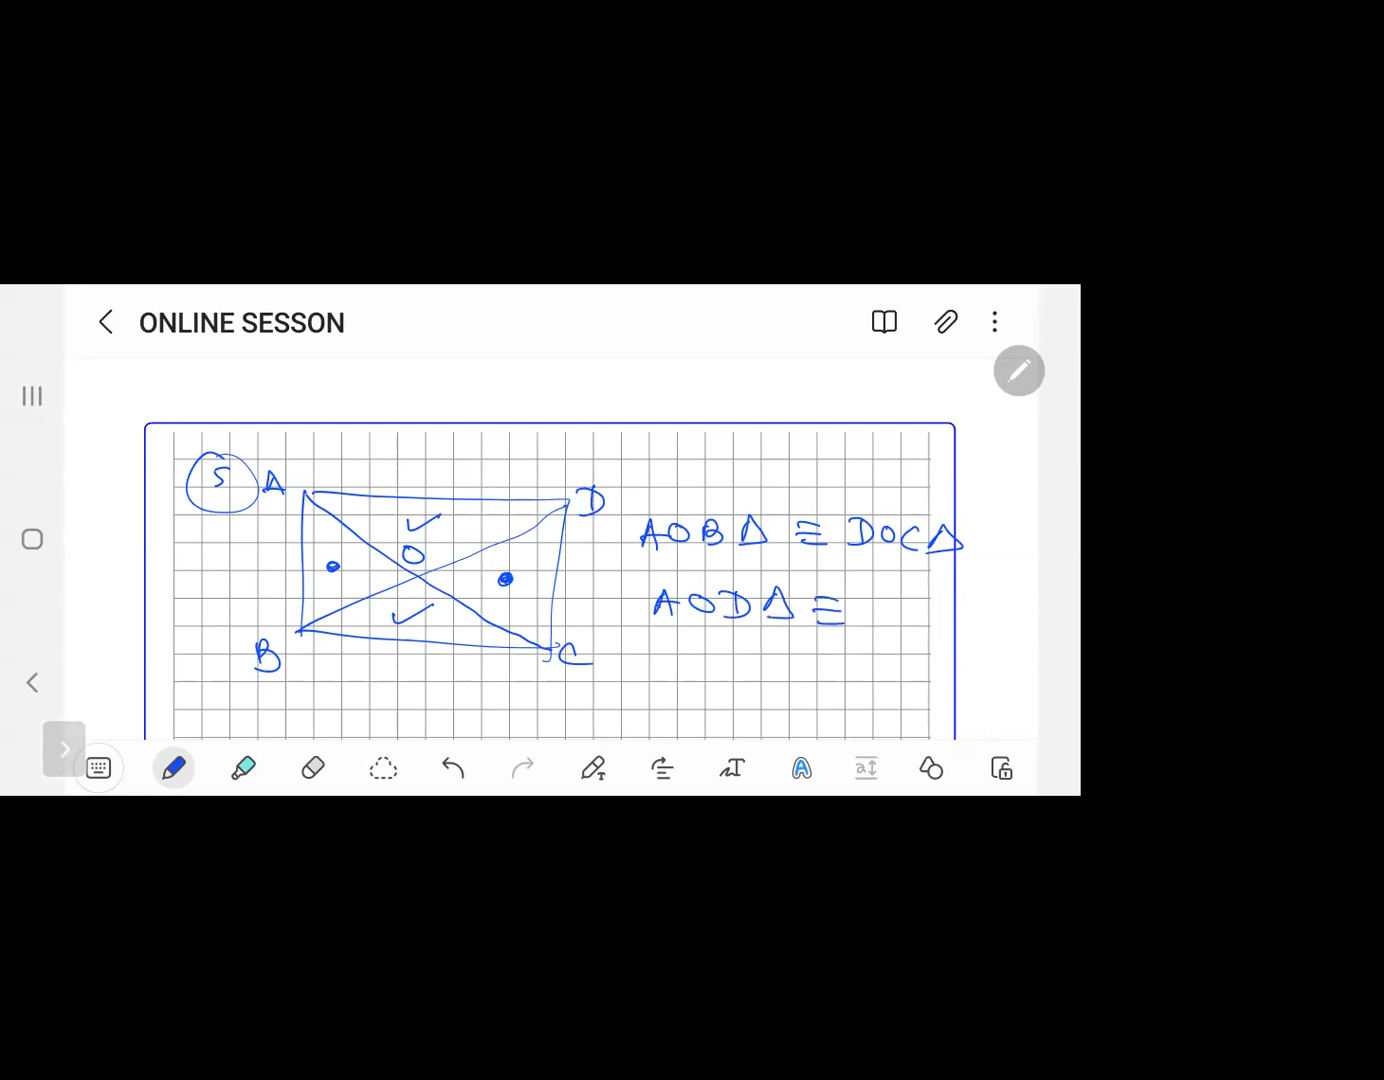 ONLINE SESSON
5
A
D
O
B
C
AOB Δ ≡ DOC Δ
AOD Δ ≡